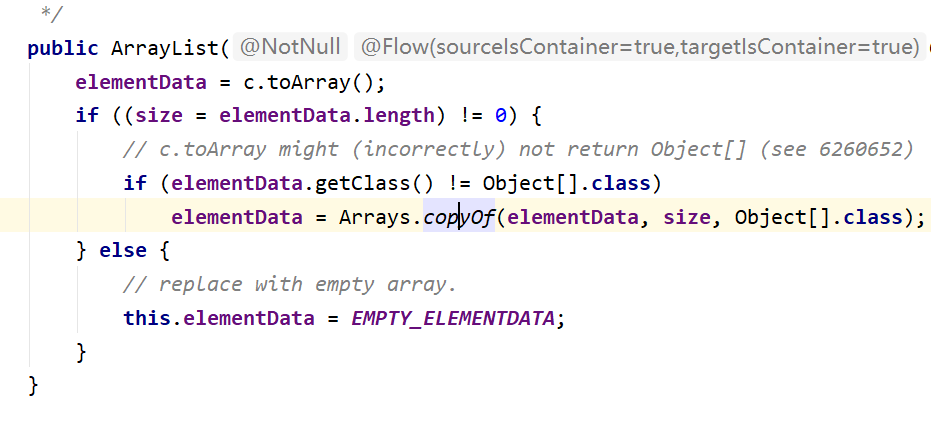 */
public ArrayList( @NotNull @Flow(sourceIsContainer=true,targetIsContainer=true)
elementData = c.toArray();
if ((size = elementData.length) != 0) {
// c.toArray might (incorrectly) not return Object[] (see 6260652)
if (elementData.getClass() != Object[].class)
elementData = Arrays.copyOf(elementData, size, Object[].class);
} else {
// replace with empty array.
this.elementData = EMPTY_ELEMENTDATA;
}
}